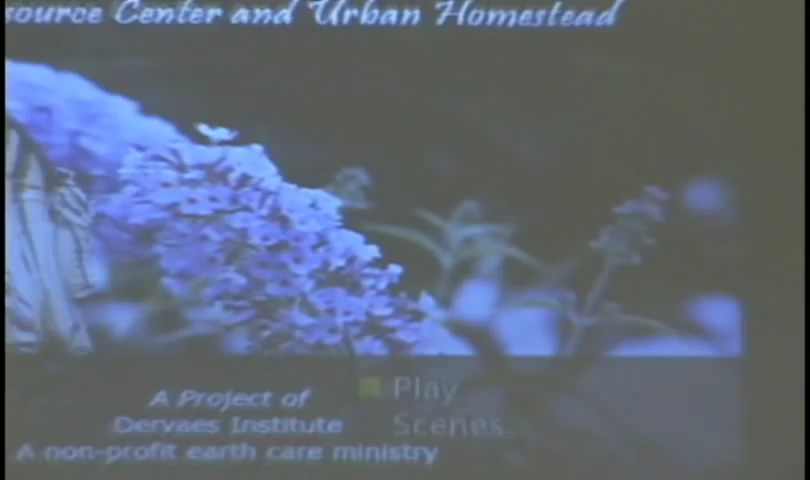 source Center and Urban Homestead
Play
A Project of
Dervaes Institute
Scenes
A non-profit earth care ministry